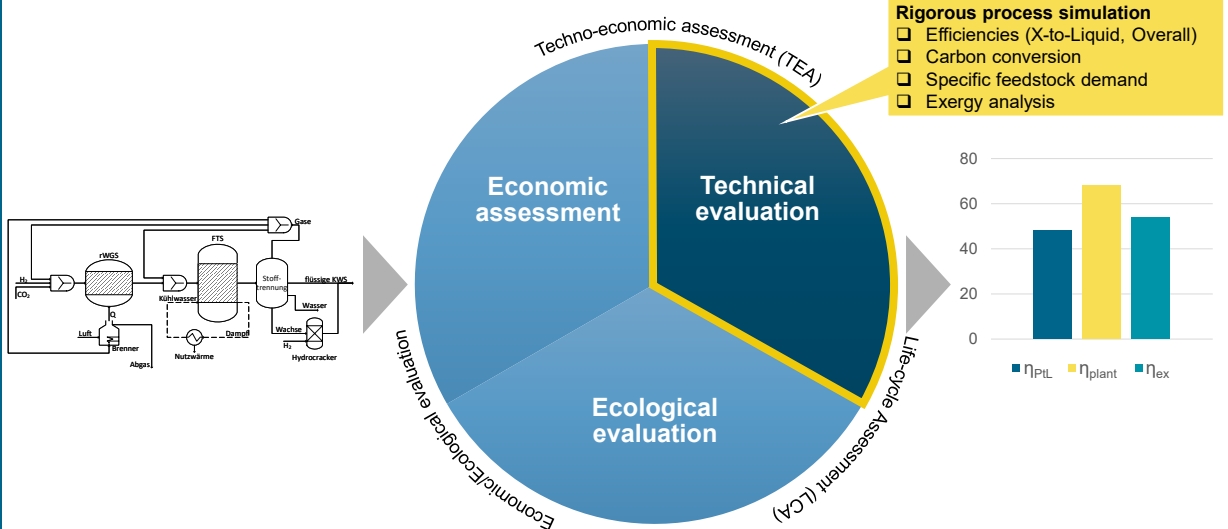 Rigorous process simulation
❑ Efficiencies (X-to-Liquid, Overall)
❑ Carbon conversion
❑ Specific feedstock demand
❑ Exergy analysis
Techno-economic assessment (TEA)
Economic
assessment
Technical
evaluation
Ecological
evaluation
Economic/Ecological evaluation
Life-cycle Assessment (LCA)
Gase
rWGS
FTS
H₂
CO₂
Stoff-
trennung
flüssige KWS
Kühlwasser
Wasser
Q
Luft
Brenner
Abgas
Dampf
Nutzwärme
Wachse
H₂
Hydrocracker
80
60
40
20
0
ηPtL
ηplant
ηex